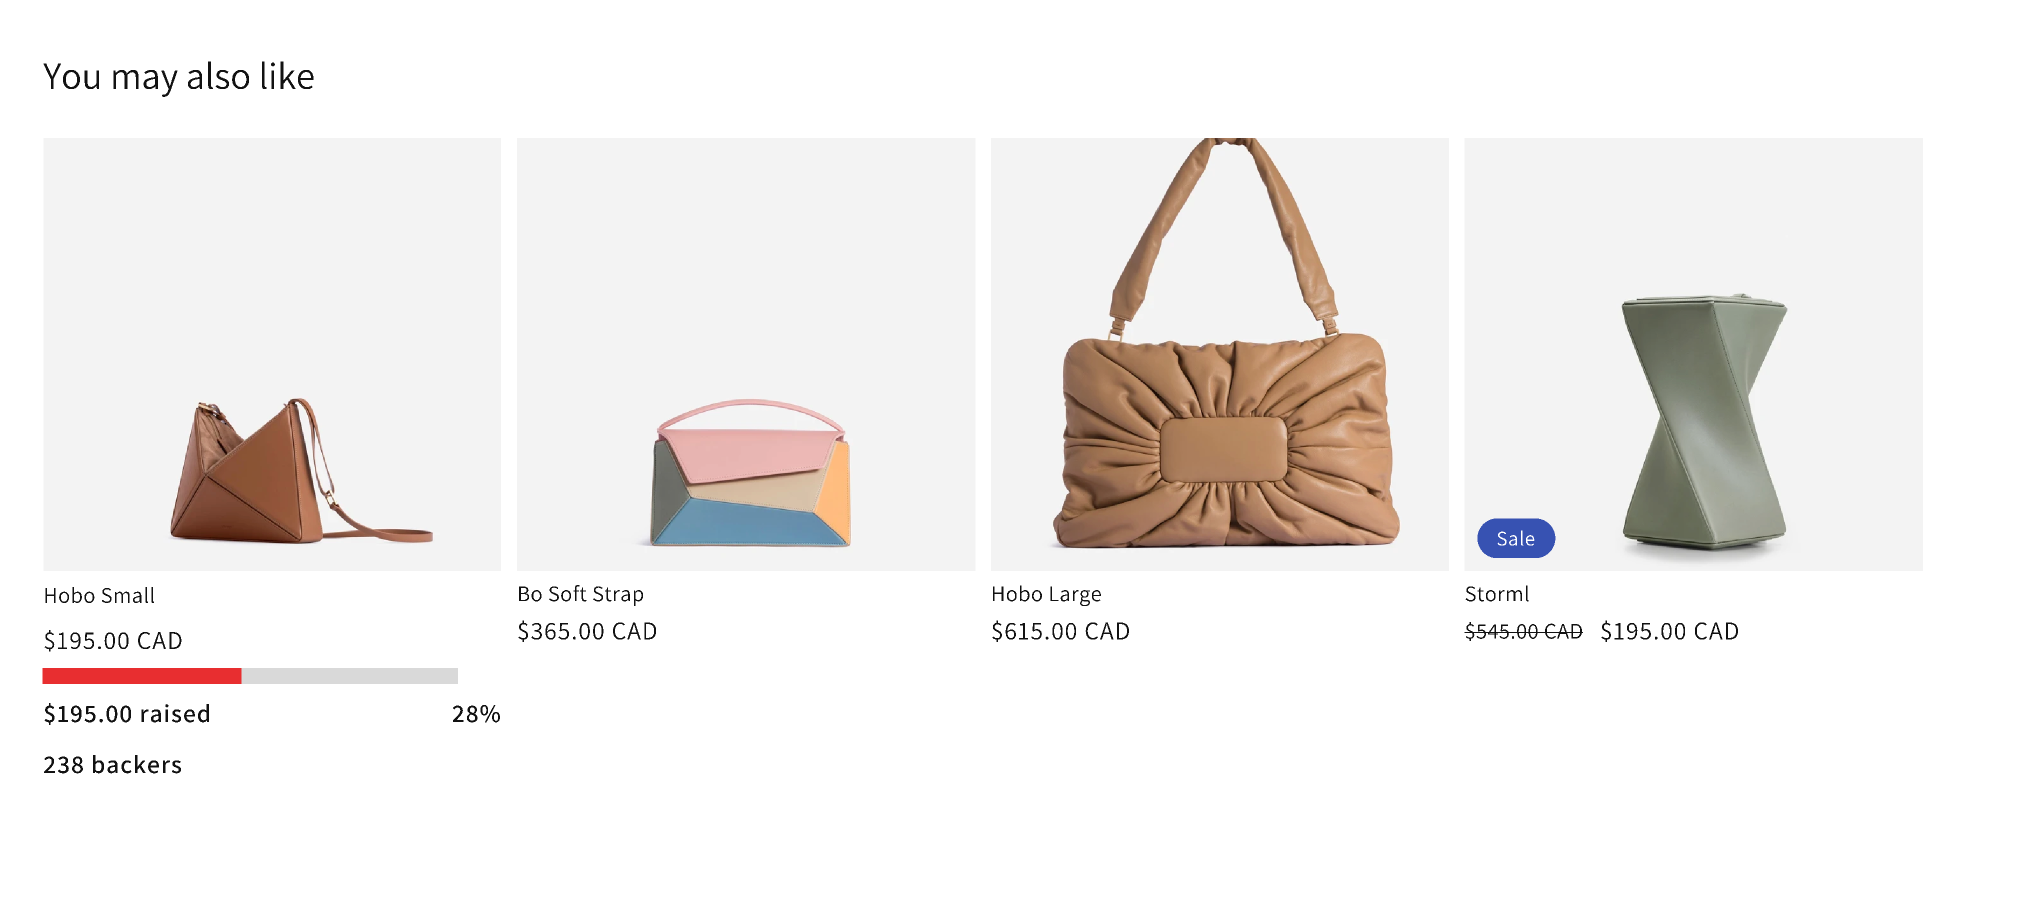 You may also like
Hobo Small
$195.00 CAD
$195.00 raised 28%
238 backers
Bo Soft Strap
$365.00 CAD
Hobo Large
$615.00 CAD
Sale
Storml
$545.00 CAD $195.00 CAD